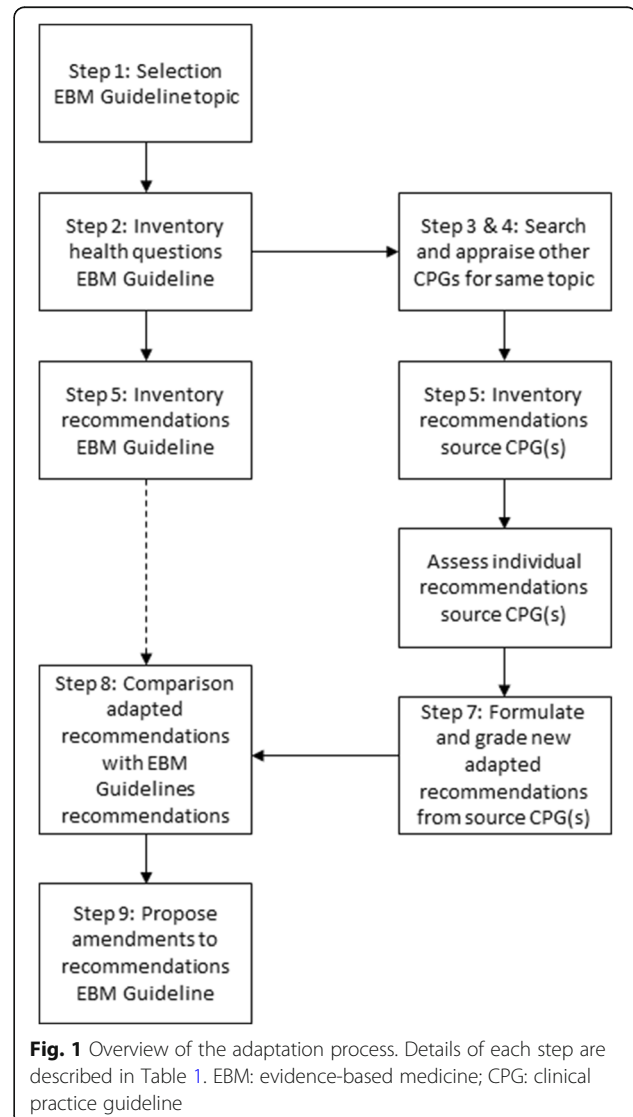 Step 1: Selection
EBM Guideline topic
Step 2: Inventory
health questions
EBM Guideline
Step 3 & 4: Search
and appraise other
CPGs for same topic
Step 5: Inventory
recommendations
EBM Guideline
Step 5: Inventory
recommendations
source CPG(s)
Assess individual
recommendations
source CPG(s)
Step 8: Comparison
adapted
recommendations
with EBM
Guidelines
recommendations
Step 7: Formulate
and grade new
adapted
recommendations
from source CPG(s)
Step 9: Propose
amendments to
recommendations
EBM Guideline
Fig. 1 Overview of the adaptation process. Details of each step are
described in Table 1. EBM: evidence-based medicine; CPG: clinical
practice guideline